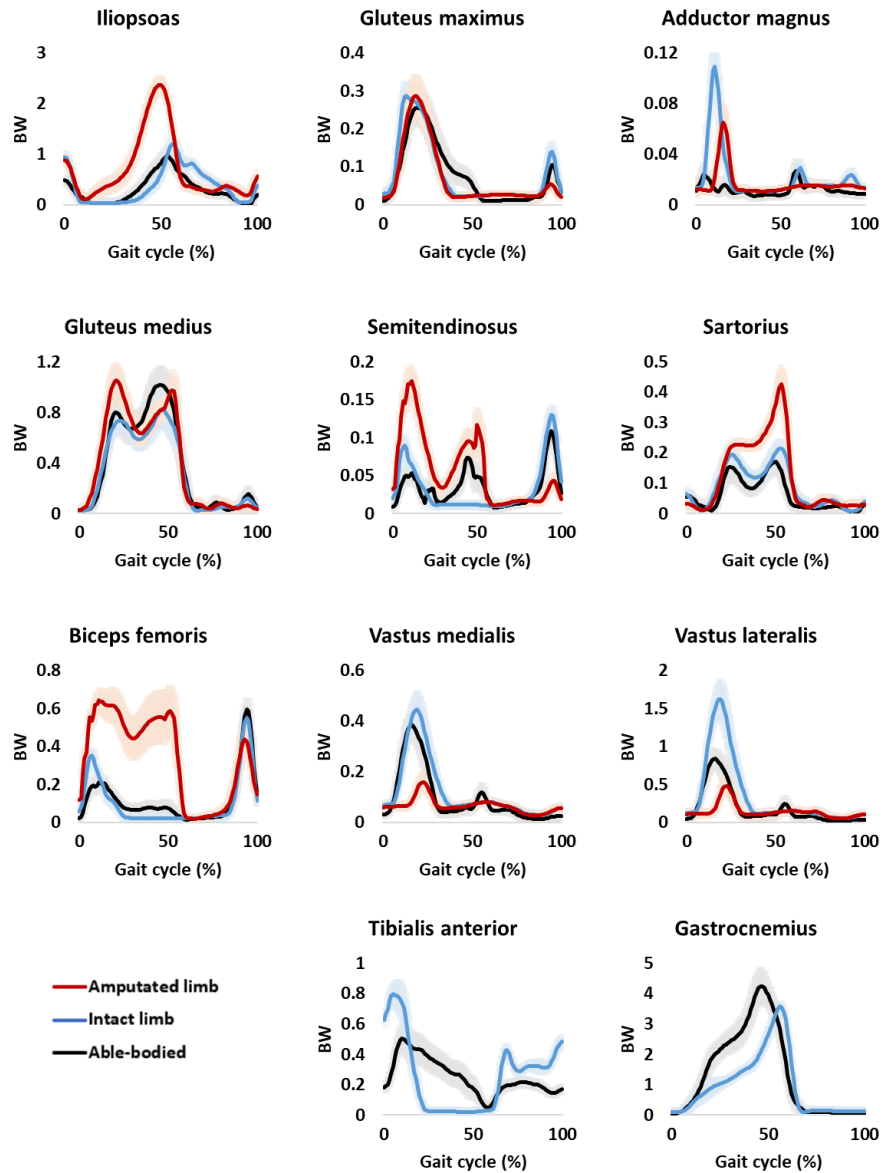 Iliopsoas Gluteus maximus Adductor magnus
3 0.4 0.12
BW 2 BW 0.3 BW 0.08
0.2
1 0.1 0.04
0 0 0
0 50 100 0 50 100 0 50 100
Gait cycle (%) Gait cycle (%) Gait cycle (%)
Gluteus medius Semitendinosus Sartorius
1.2 0.2 0.5
BW 0.8 BW 0.15 BW 0.4
0.1 0.3
0.4 0.05 0.2
0.1
0 0 0
0 50 100 0 50 100 0 50 100
Gait cycle (%) Gait cycle (%) Gait cycle (%)
Biceps femoris Vastus medialis Vastus lateralis
0.8 0.6 2
BW 0.6 BW 0.4 BW 1.5
0.4 1
0.2 0.2 0.5
0 0 0
0 50 100 0 50 100 0 50 100
Gait cycle (%) Gait cycle (%) Gait cycle (%)
Tibialis anterior Gastrocnemius
1 5
BW 0.8 BW 4
0.6 3
Amputated limb
0.4 2
Intact limb
0.2 1
Able-bodied
0 0
0 50 100 0 50 100
Gait cycle (%) Gait cycle (%)